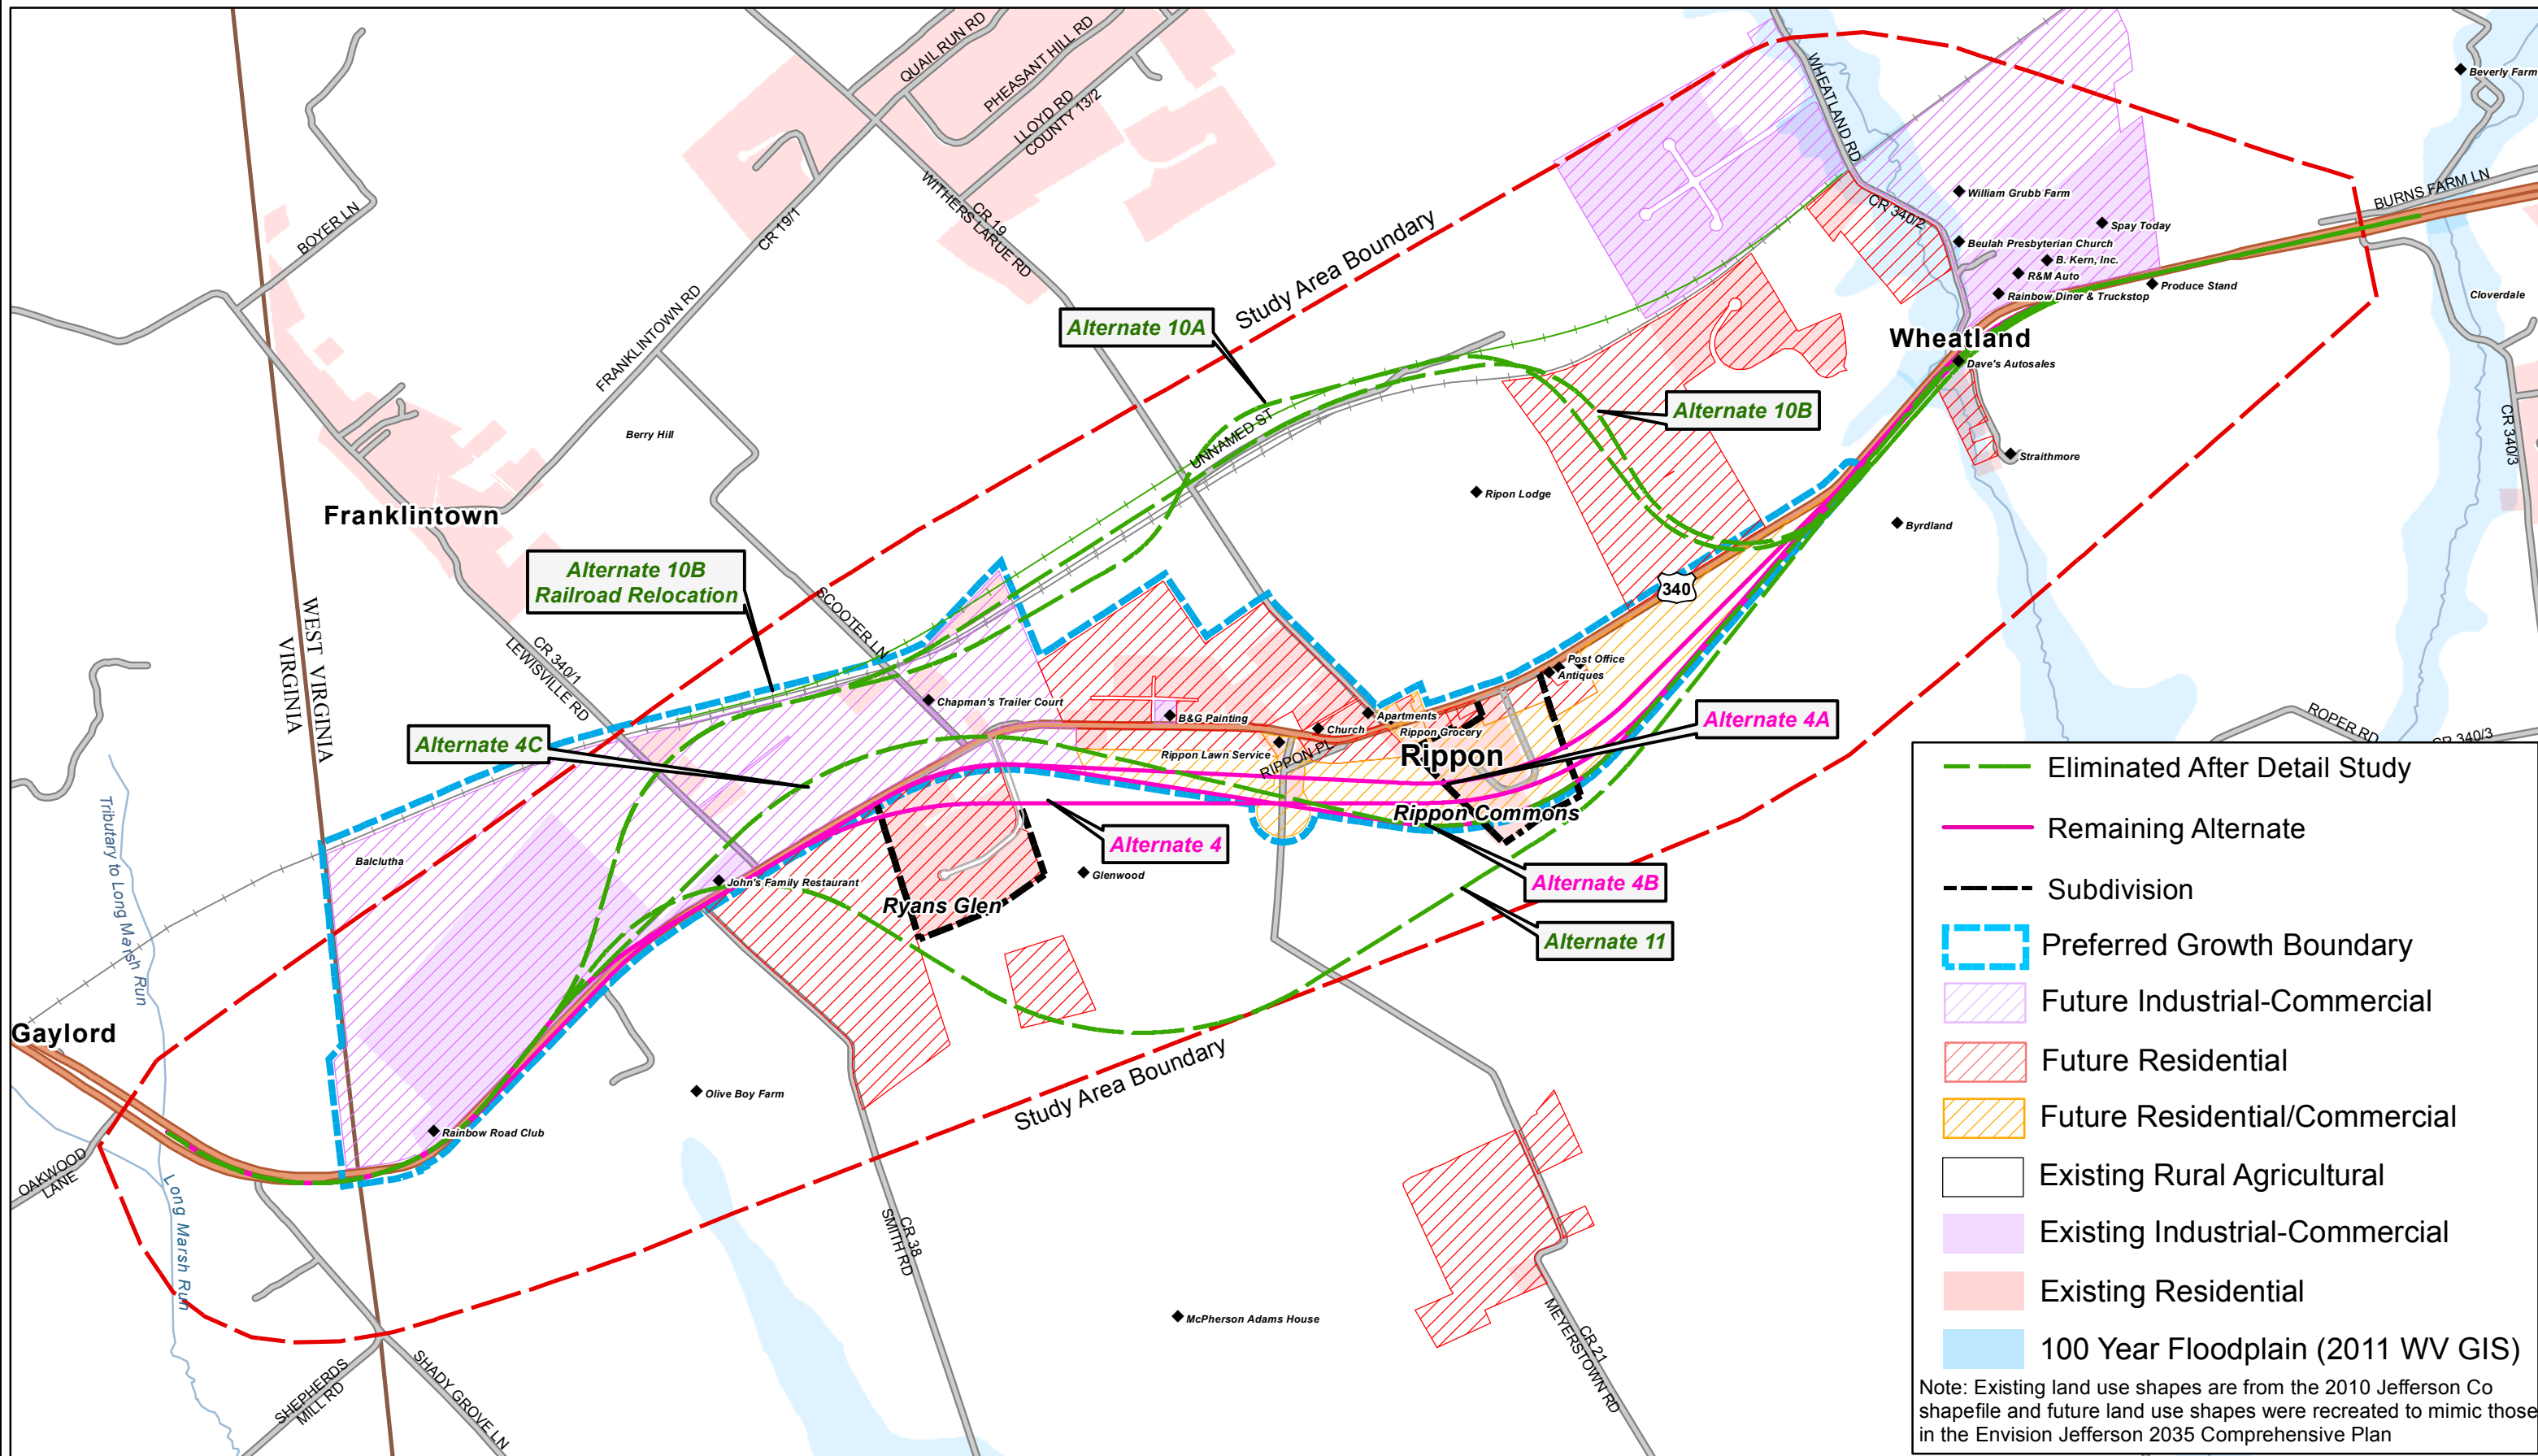 QUAIL RUN RD
PHEASANT HILL RD
LLOYD RD
COUNTY 13/2
WHEATLAND RD
Beverly Farm
BOYER LN
WITHERS LARUE RD
CR 19
CR 19/1
Study Area Boundary
CR 340/2
William Grubb Farm
BURNS FARM LN
Spay Today
Beulah Presbyterian Church
B. Kern, Inc.
R&M Auto
Rainbow Diner & Truckstop
Produce Stand
Cloverdale
FRANKLINTOWN RD
Alternate 10A
Wheatland
Dave's Autosales
Alternate 10B
UNNAMED ST
Berry Hill
CR 340/3
Straithmore
Franklintown
Ripon Lodge
Byrdland
Alternate 10B
Railroad Relocation
340
SCOOTER LN
WEST VIRGINIA
VIRGINIA
CR 340/1
LEWISVILLE RD
Post Office
Antiques
Chapman's Trailer Court
B&G Painting
Apartments
Church
Rippon Grocery
Alternate 4A
ROPER RD
CR 340/3
Alternate 4C
Rippon Lawn Service
RIPPON PL
Rippon
Tributary to Long Marsh Run
Rippon Commons
Alternate 4
Balclutha
Glenwood
John's Family Restaurant
Alternate 4B
Ryans Glen
Alternate 11
Gaylord
Study Area Boundary
Olive Boy Farm
Rainbow Road Club
OAKWOOD
LANE
Long Marsh Run
CR 38
SMITH RD
McPherson Adams House
MEYERSTOWN RD
CR 21
SHEPHERDS
MILL RD
SHADY GROVE LN
Eliminated After Detail Study
Remaining Alternate
Subdivision
Preferred Growth Boundary
Future Industrial-Commercial
Future Residential
Future Residential/Commercial
Existing Rural Agricultural
Existing Industrial-Commercial
Existing Residential
100 Year Floodplain (2011 WV GIS)
Note: Existing land use shapes are from the 2010 Jefferson Co
shapefile and future land use shapes were recreated to mimic those
in the Envision Jefferson 2035 Comprehensive Plan